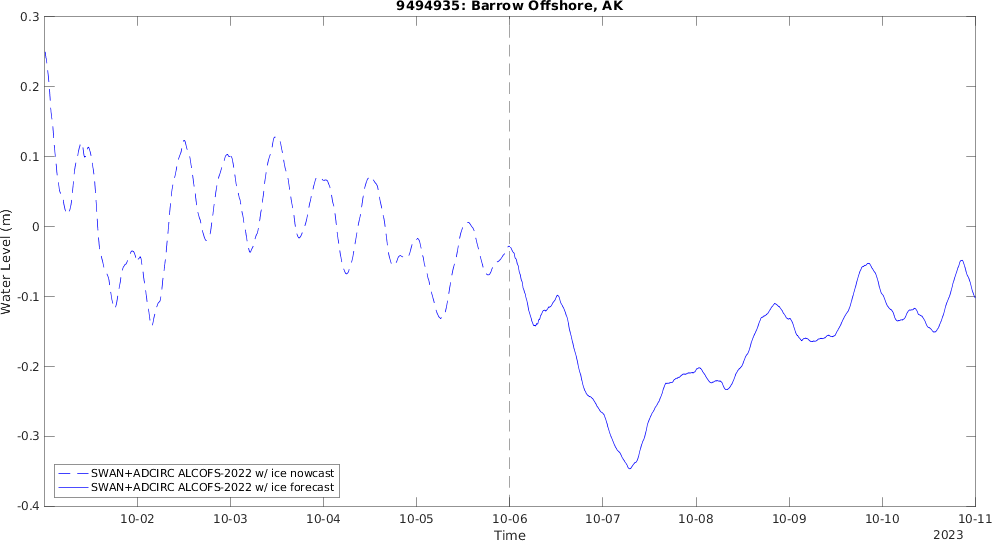 9494935: Barrow Offshore, AK
0.3
0.2
0.1
0
-0.1
-0.2
-0.3
-0.4
Water Level (m)
SWAN+ADCIRC ALCOFS-2022 w/ ice nowcast
SWAN+ADCIRC ALCOFS-2022 w/ ice forecast
10-02 10-03 10-04 10-05 10-06 10-07 10-08 10-09 10-10 10-11
Time
2023